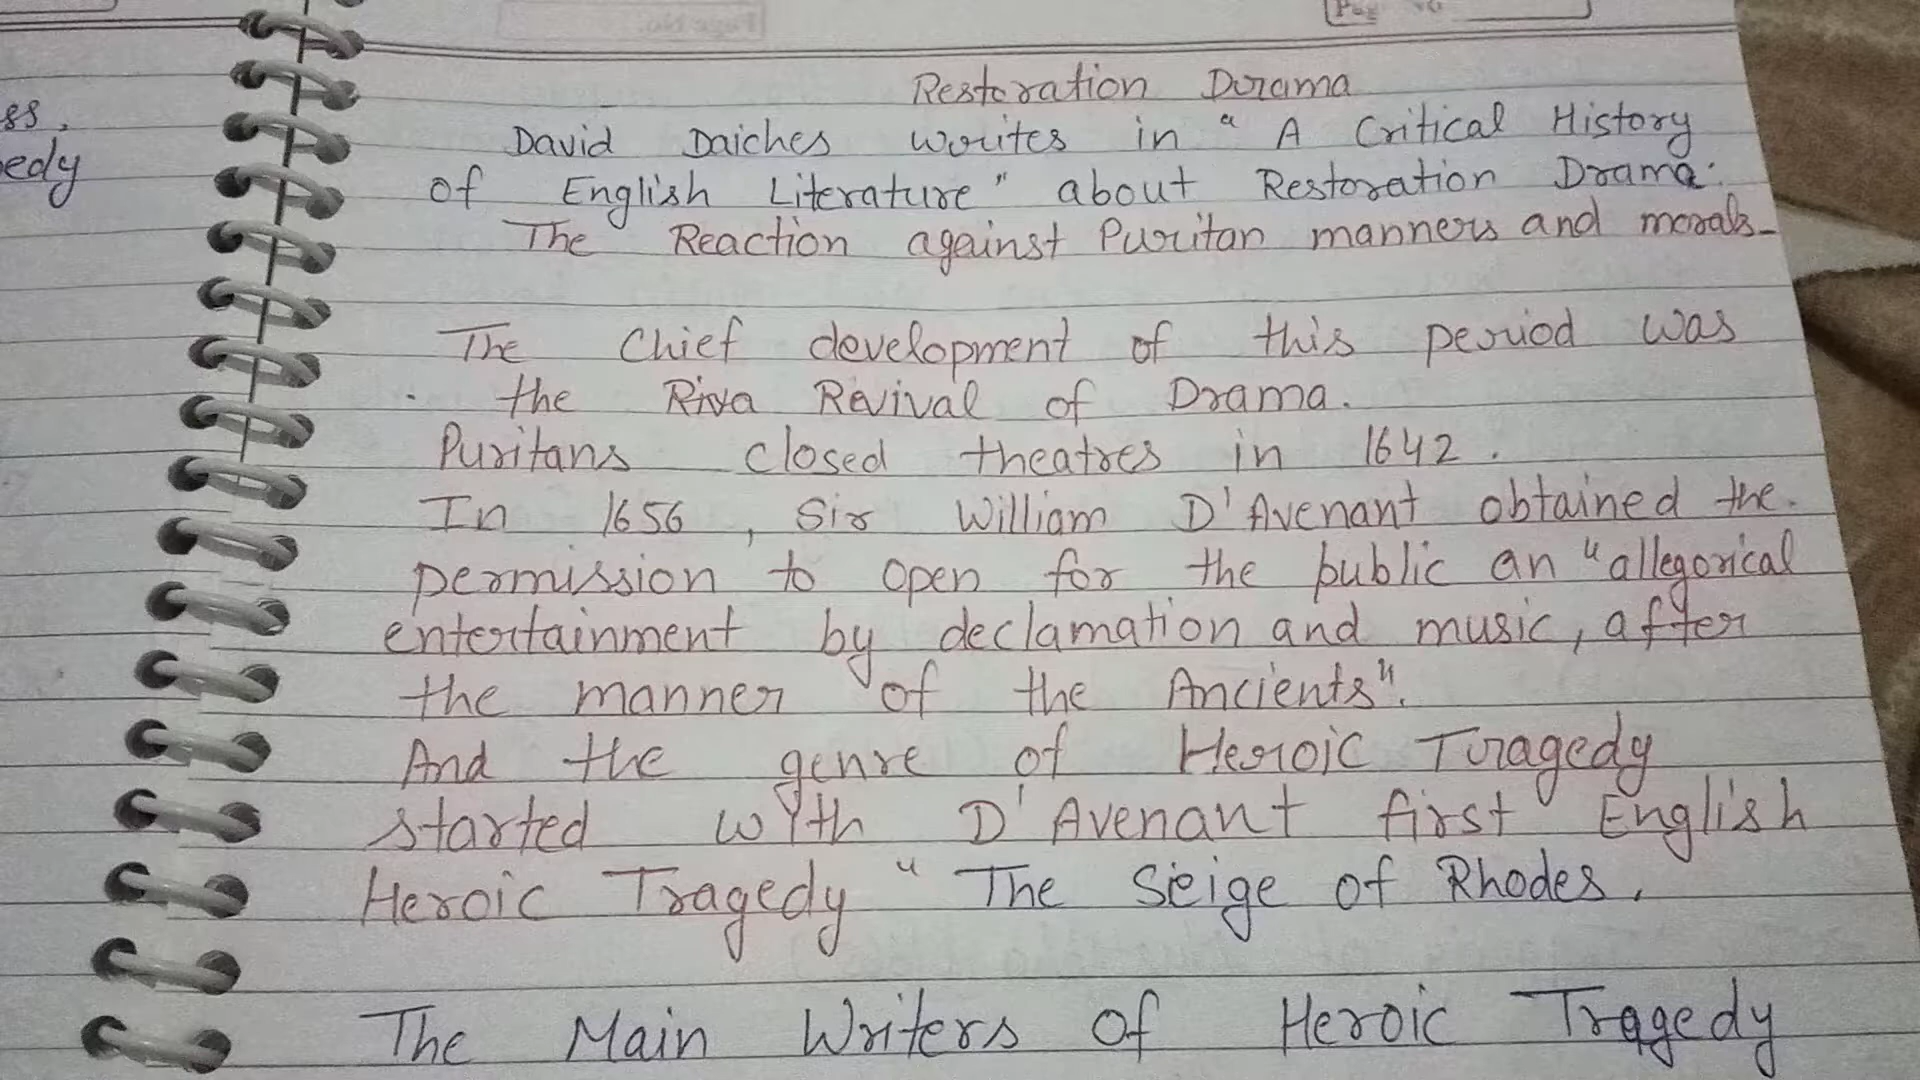 Page No.
ss,
edy
Restoration Drama
David Daiches writes in "A Critical History
of English Literature" about Restoration Drama:
The Reaction against Puritan manners and morals-
The Chief development of this period was
the Riva Revival of Drama.
Puritans closed theatres in 1642.
In 1656, Sir William D'Avenant obtained the
permission to open for the public an "allegorical
entertainment by declamation and music, after
the manner of the Ancients".
And the genre of Heroic Tragedy
started with D'Avenant first English
Heroic Tragedy "The Seige of Rhodes.
The Main Writers of Heroic Tragedy